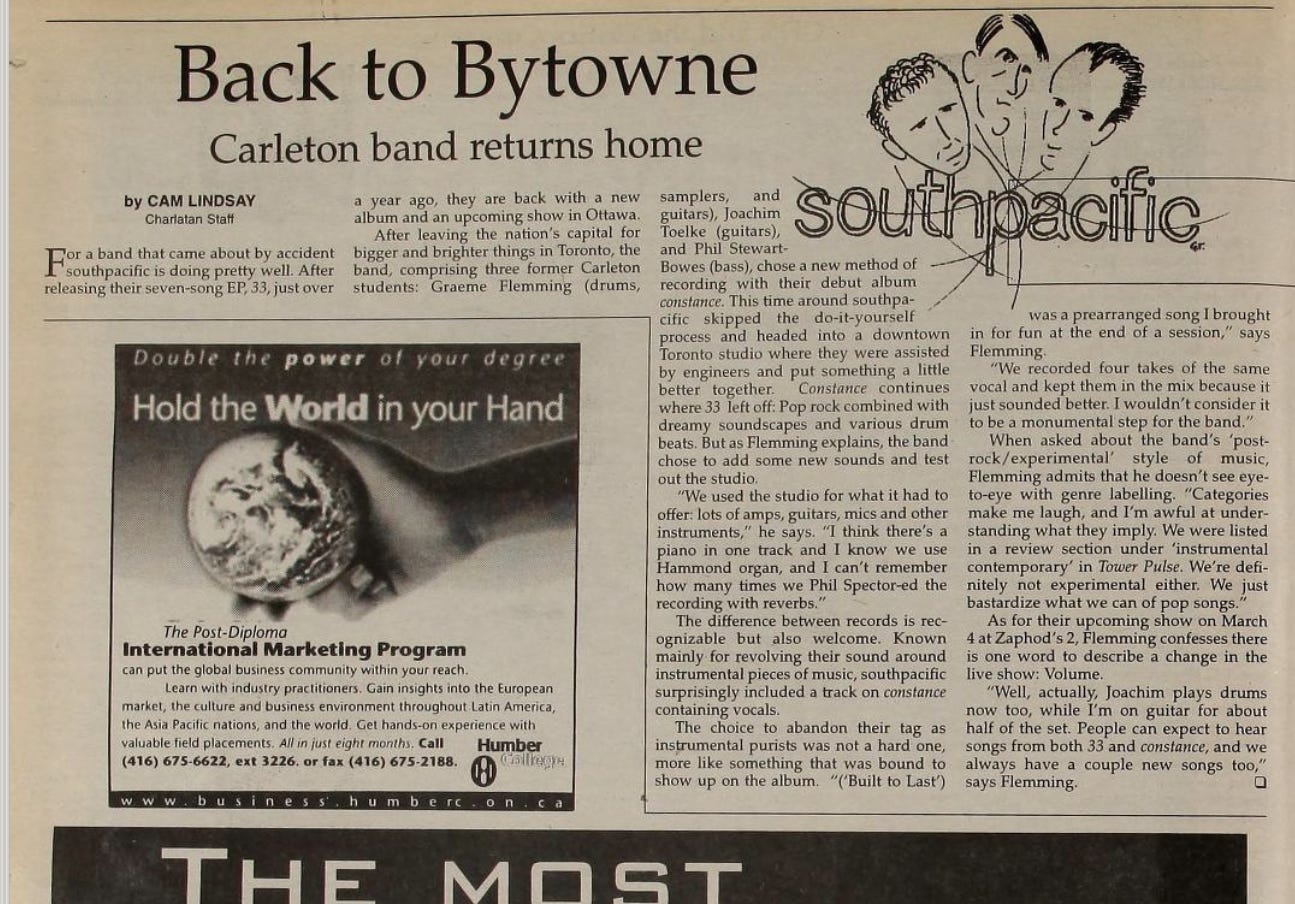 Back to Bytowne
Carleton band returns home
by CAM LINDSAY
Charlatan Staff
For a band that came about by accident
southpacific is doing pretty well. After
releasing their seven-song EP, 33, just over
a year ago, they are back with a new
album and an upcoming show in Ottawa.
After leaving the nation's capital for
bigger and brighter things in Toronto, the
band, comprising three former Carleton
students: Graeme Flemming (drums,
samplers, and
guitars), Joachim
Toelke (guitars),
and Phil Stewart-
Bowes (bass), chose a new method of
recording with their debut album
constance. This time around southpa-
cific skipped the do-it-yourself
process and headed into a downtown
Toronto studio where they were assisted
by engineers and put something a little
better together. Constance continues
where 33 left off: Pop rock combined with
dreamy soundscapes and various drum
beats. But as Flemming explains, the band
chose to add some new sounds and test
out the studio.
"We used the studio for what it had to
offer: lots of amps, guitars, mics and other
instruments," he says. "I think there's a
piano in one track and I know we use
Hammond organ, and I can't remember
how many times we Phil Spector-ed the
recording with reverbs."
The difference between records is rec-
ognizable but also welcome. Known
mainly for revolving their sound around
instrumental pieces of music, southpacific
surprisingly included a track on constance
containing vocals.
The choice to abandon their tag as
instrumental purists was not a hard one,
more like something that was bound to
show up on the album. "('Built to Last')
southpacific
Gr.
was a prearranged song I brought
in for fun at the end of a session," says
Flemming.
"We recorded four takes of the same
vocal and kept them in the mix because it
just sounded better. I wouldn't consider it
to be a monumental step for the band."
When asked about the band's 'post-
rock/experimental' style of music,
Flemming admits that he doesn't see eye-
to-eye with genre labelling. "Categories
make me laugh, and I'm awful at under-
standing what they imply. We were listed
in a review section under 'instrumental
contemporary' in Tower Pulse. We're defi-
nitely not experimental either. We just
bastardize what we can of pop songs."
As for their upcoming show on March
4 at Zaphod's 2, Flemming confesses there
is one word to describe a change in the
live show: Volume.
"Well, actually, Joachim plays drums
now too, while I'm on guitar for about
half of the set. People can expect to hear
songs from both 33 and constance, and we
always have a couple new songs too,"
says Flemming.
Double the power of your degree
Hold the World in your Hand
The Post-Diploma
International Marketing Program
can put the global business community within your reach.
Learn with industry practitioners. Gain insights into the European
market, the culture and business environment throughout Latin America,
the Asia Pacific nations, and the world. Get hands-on experience with
valuable field placements. All in just eight months. Call
(416) 675-6622, ext 3226. or fax (416) 675-2188.
Humber
College
www.business.humberc.on.ca
THE MOST